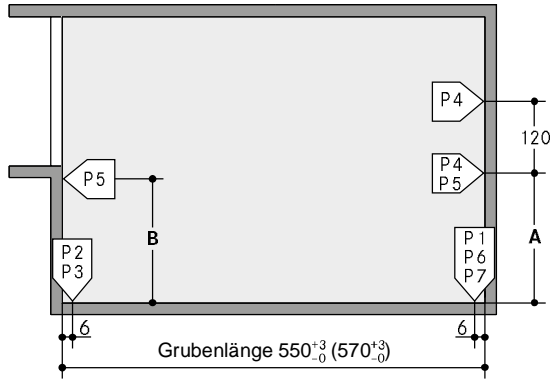 P4
120
P4
P5
P5
B
A
P2
P3
P1
P6
P7
6
6
Grubenlänge 550+3-0 (570+3-0)